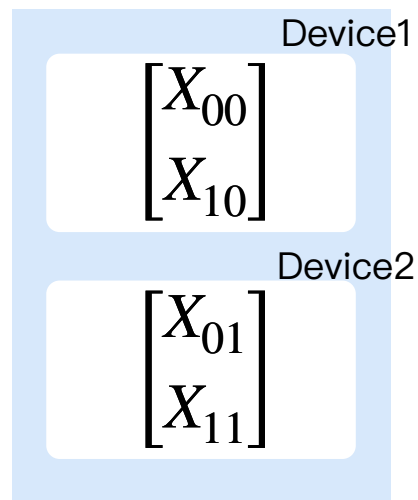 Device1
X₀₀
X₁₀
Device2
X₀₁
X₁₁